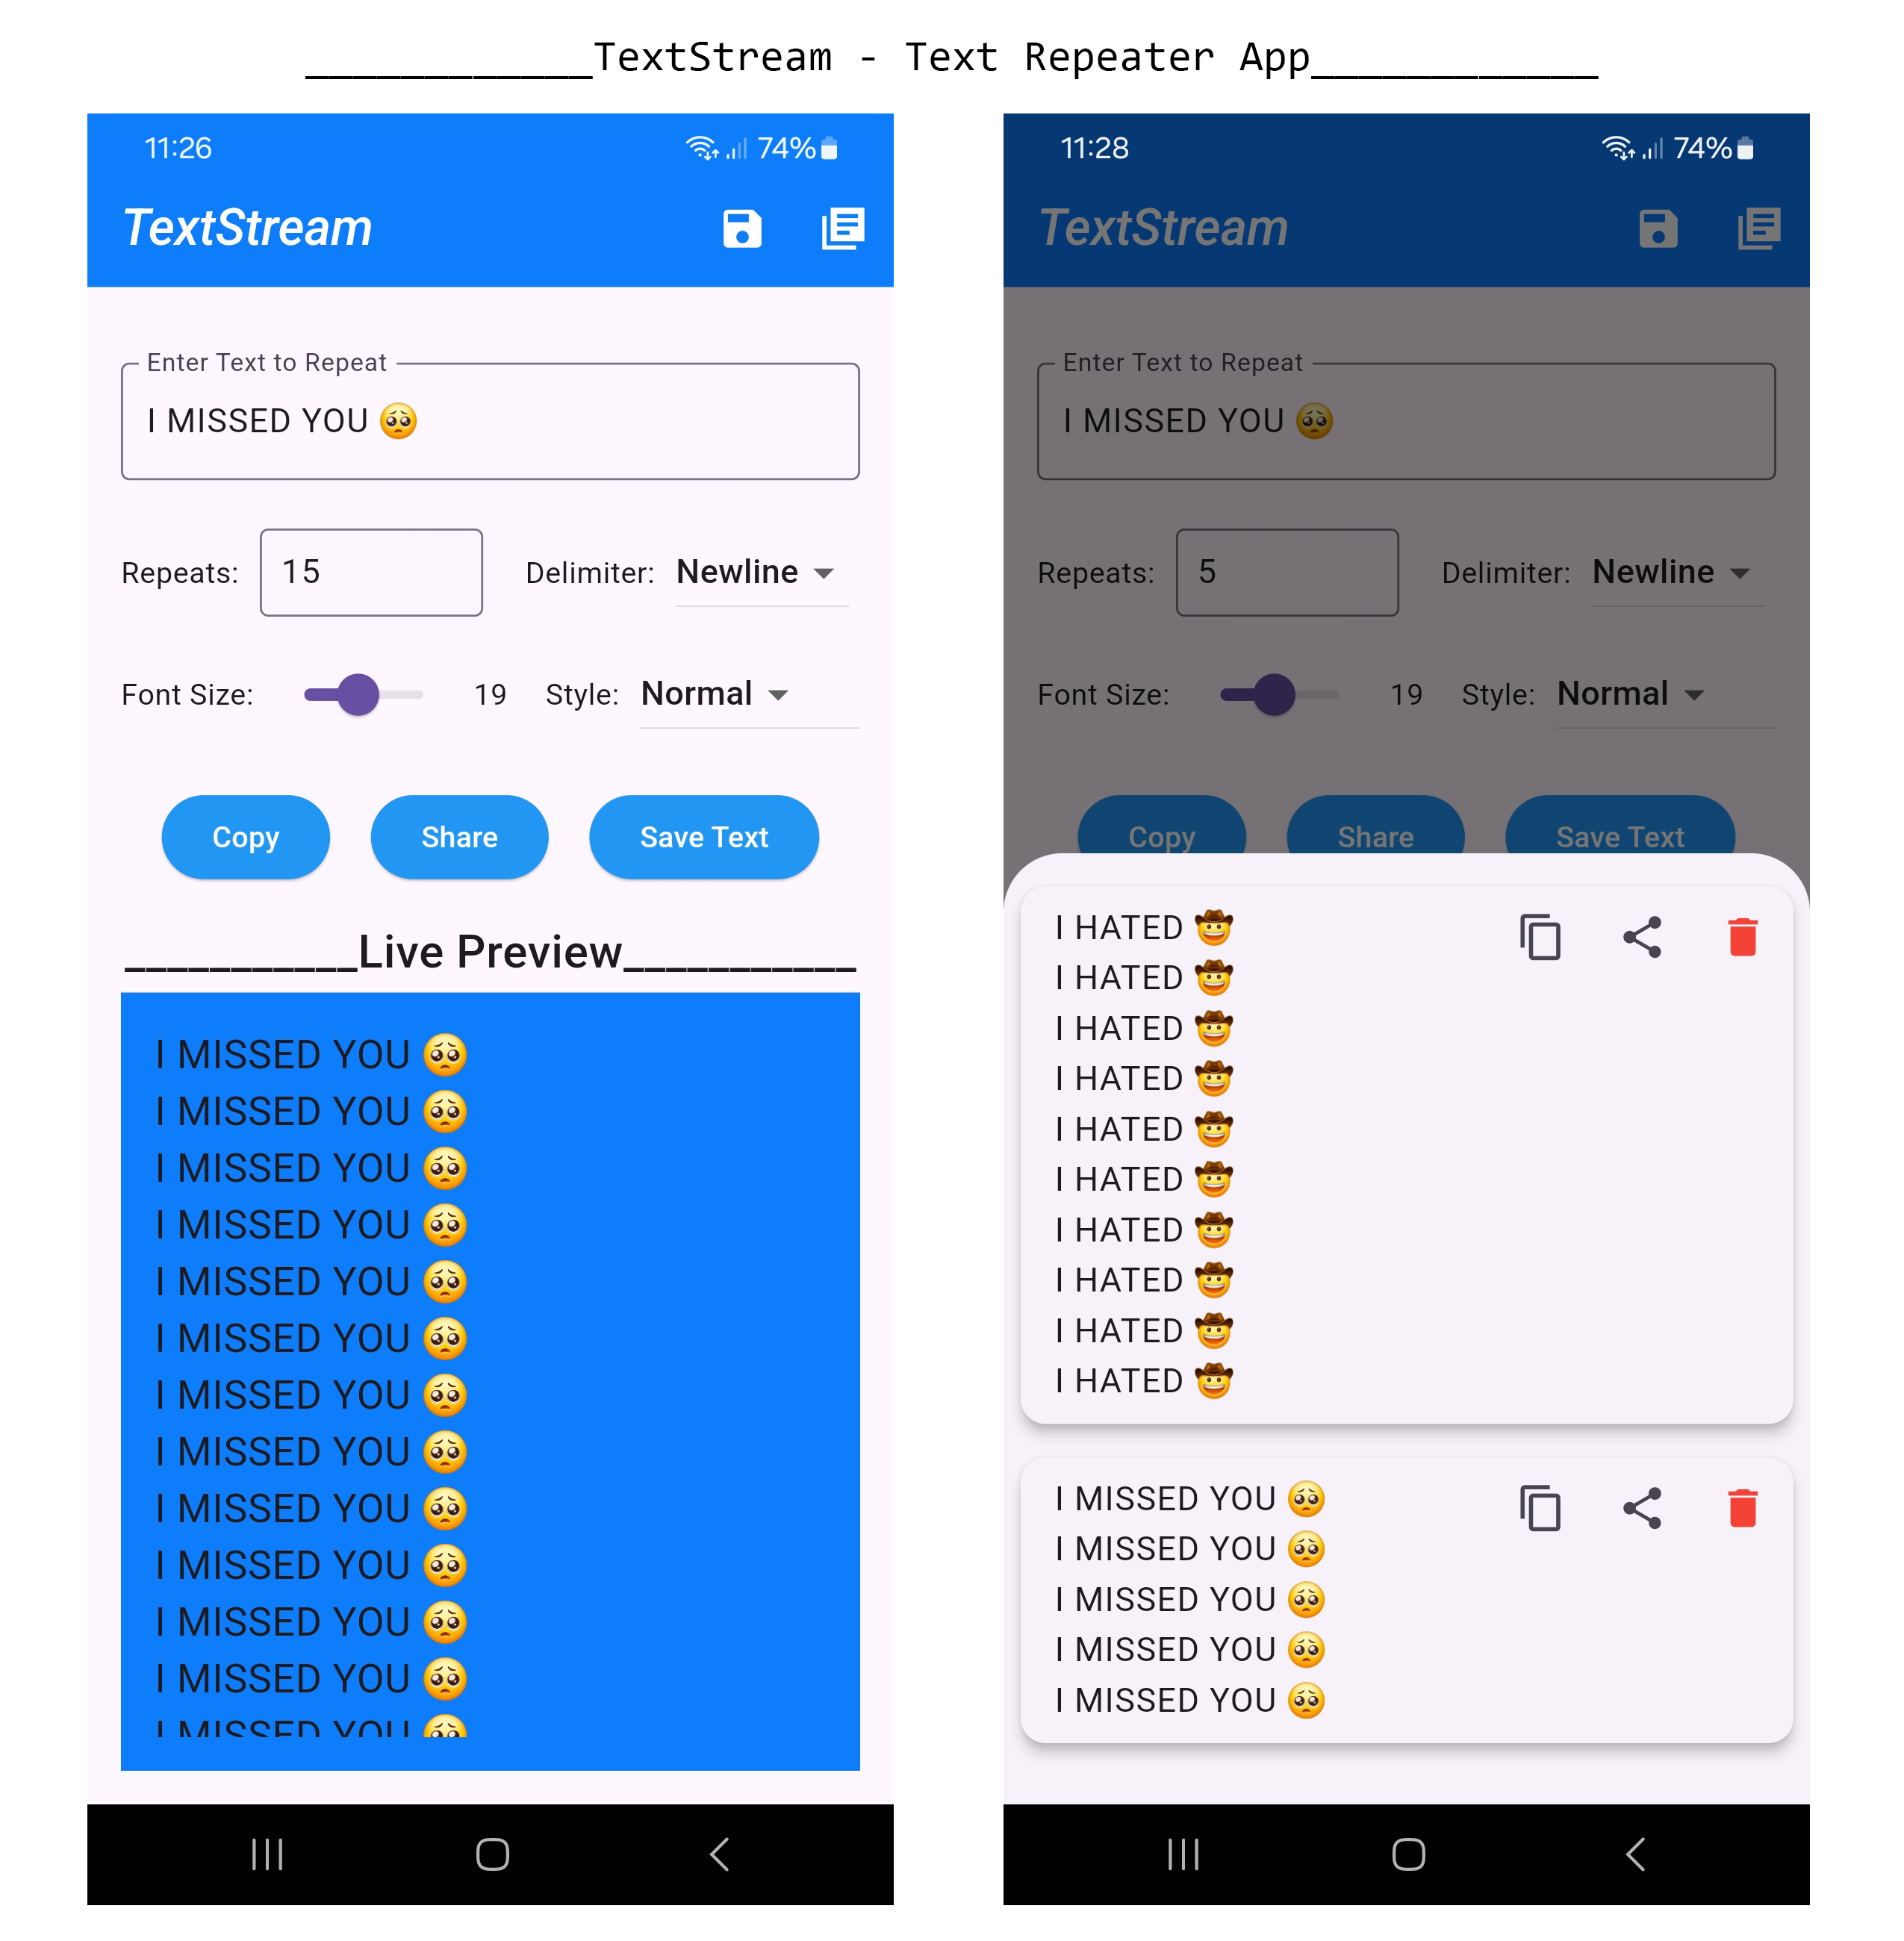 ____________TextStream - Text Repeater App____________
11:26 74%
TextStream
Enter Text to Repeat
I MISSED YOU 🥺
Repeats: 15 Delimiter: Newline
Font Size: 19 Style: Normal
Copy Share Save Text
___________Live Preview___________
I MISSED YOU 🥺
I MISSED YOU 🥺
I MISSED YOU 🥺
I MISSED YOU 🥺
I MISSED YOU 🥺
I MISSED YOU 🥺
I MISSED YOU 🥺
I MISSED YOU 🥺
I MISSED YOU 🥺
I MISSED YOU 🥺
I MISSED YOU 🥺
I MISSED YOU 🥺
I MISSED YOU 🥺
11:28 74%
TextStream
Enter Text to Repeat
I MISSED YOU 🥺
Repeats: 5 Delimiter: Newline
Font Size: 19 Style: Normal
Copy Share Save Text
I HATED 🤠
I HATED 🤠
I HATED 🤠
I HATED 🤠
I HATED 🤠
I HATED 🤠
I HATED 🤠
I HATED 🤠
I HATED 🤠
I HATED 🤠
I MISSED YOU 🥺
I MISSED YOU 🥺
I MISSED YOU 🥺
I MISSED YOU 🥺
I MISSED YOU 🥺